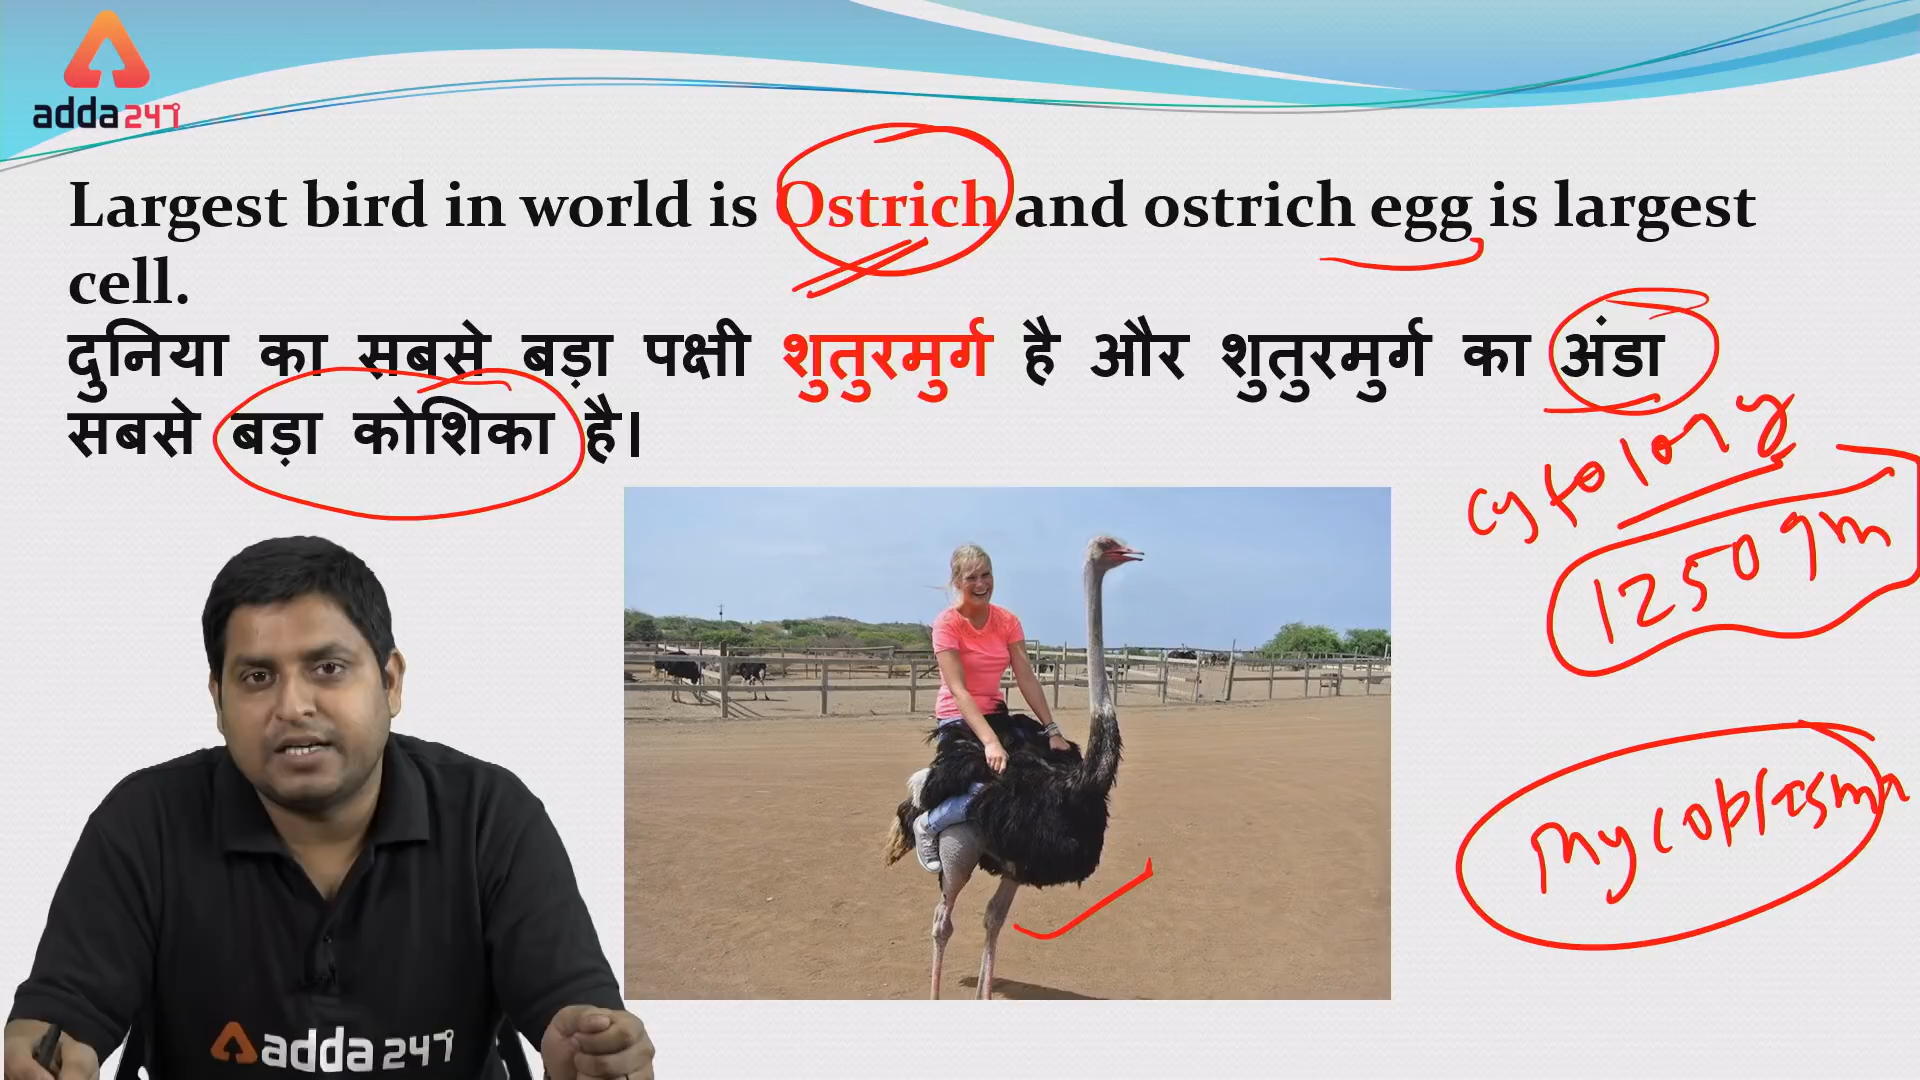 adda247
Largest bird in world is Ostrich and ostrich egg is largest
cell.
दुनिया का सबसे बड़ा पक्षी शुतुरमुर्ग है और शुतुरमुर्ग का अंडा
सबसे बड़ा कोशिका है।
cytology
1250 gm
Mycoplasma
adda247